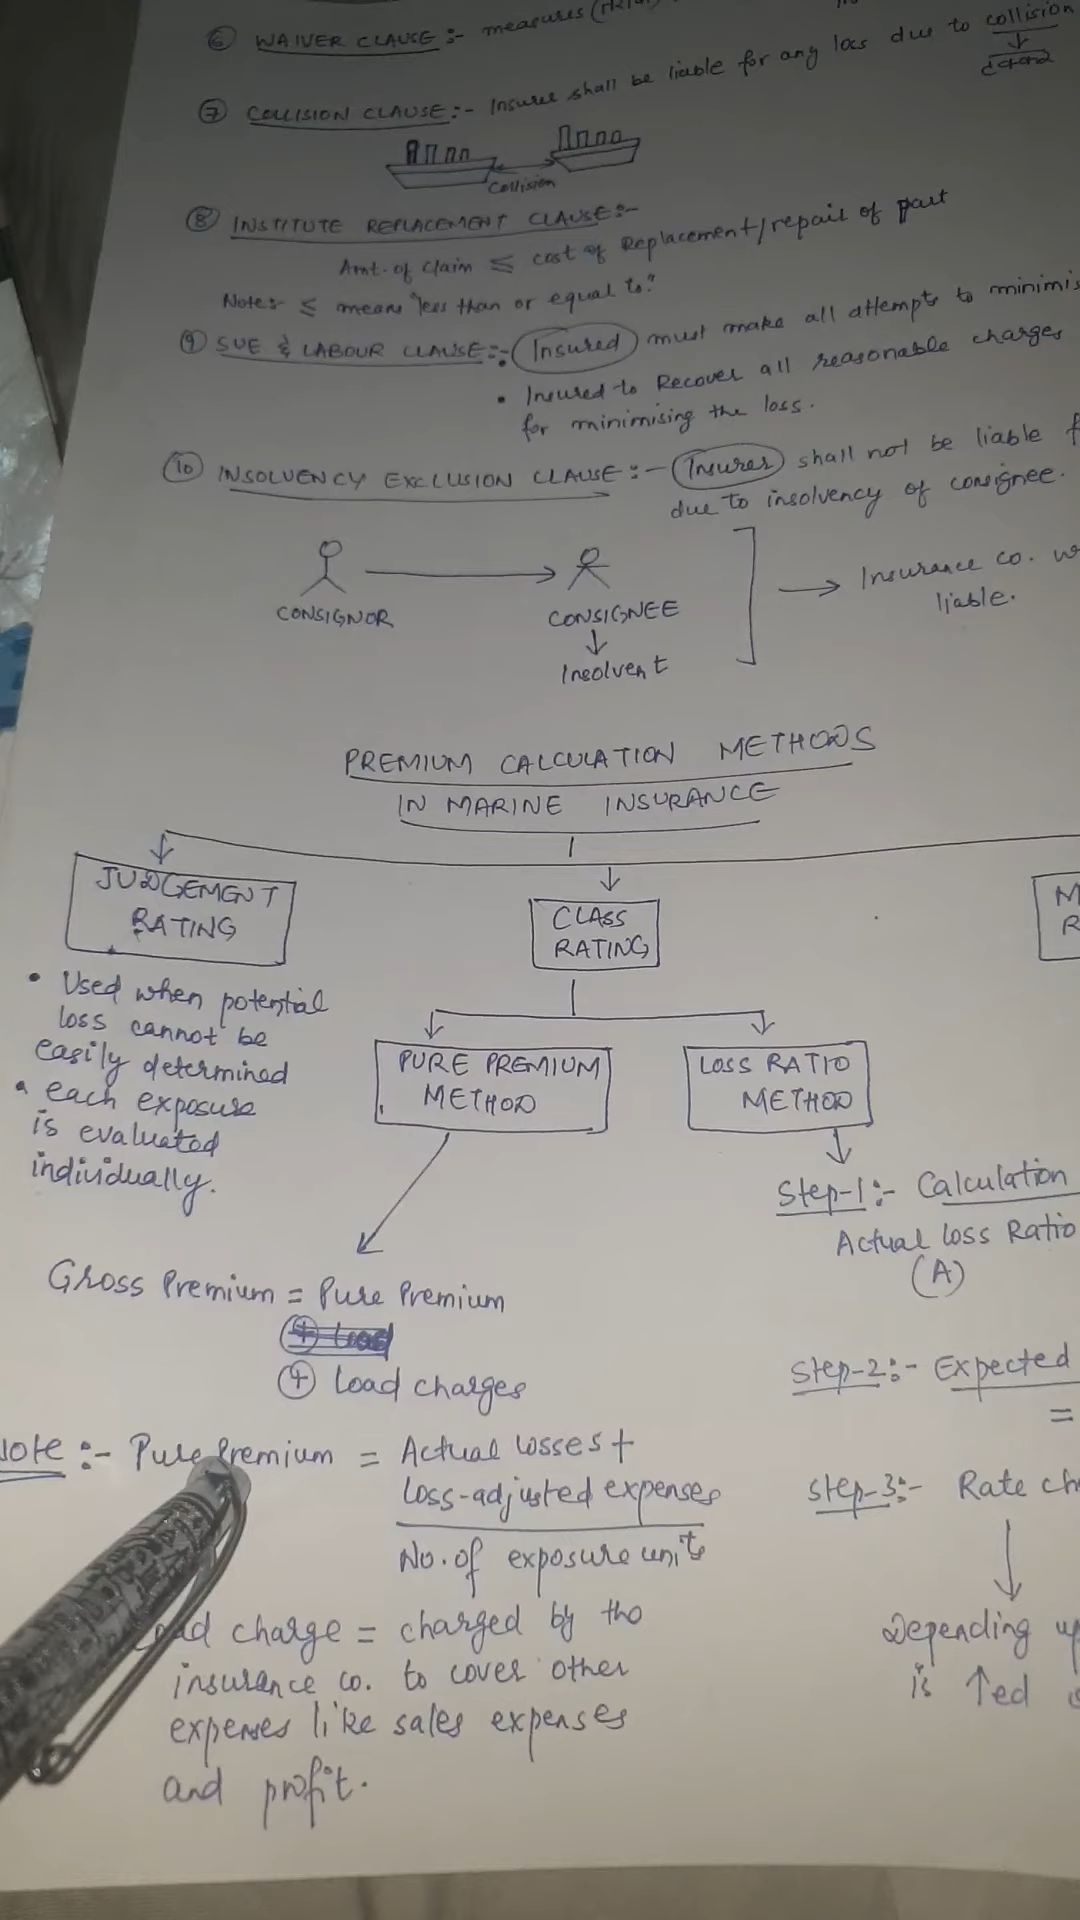 ⑥ WAIVER CLAUSE :- measures
⑦ COLLISION CLAUSE :- Insurer shall be liable for any loss due to collision
Collision
⑧ INSTITUTE REPLACEMENT CLAUSE :-
Amt. of claim ≤ cost of Replacement/repair of part
Note:- ≤ means "less than or equal to"
⑨ SUE & LABOUR CLAUSE :- Insured must make all attempts to minimis
• Insured to Recover all reasonable charges
for minimising the loss.
⑩ INSOLVENCY EXCLUSION CLAUSE :- Insurer shall not be liable f
due to insolvency of consignee.
CONSIGNOR → CONSIGNEE → Insurance co. w
liable.
↓
Insolvent
PREMIUM CALCULATION METHODS
IN MARINE INSURANCE
JUDGEMENT
RATING
CLASS
RATING
M
R
• Used when potential
loss cannot be
easily determined
• each exposure
is evaluated
individually.
PURE PREMIUM
METHOD
LOSS RATIO
METHOD
Step-1:- Calculation
Actual Loss Ratio
(A)
Gross Premium = Pure Premium
⊕ Load charges
Step-2:- Expected
=
Note :- Pure Premium = Actual losses +
loss-adjusted expenses
No. of exposure units
Step-3:- Rate ch
Depending up
is ↑ed
Load charge = charged by the
insurance co. to cover other
expenses like sales expenses
and profit.